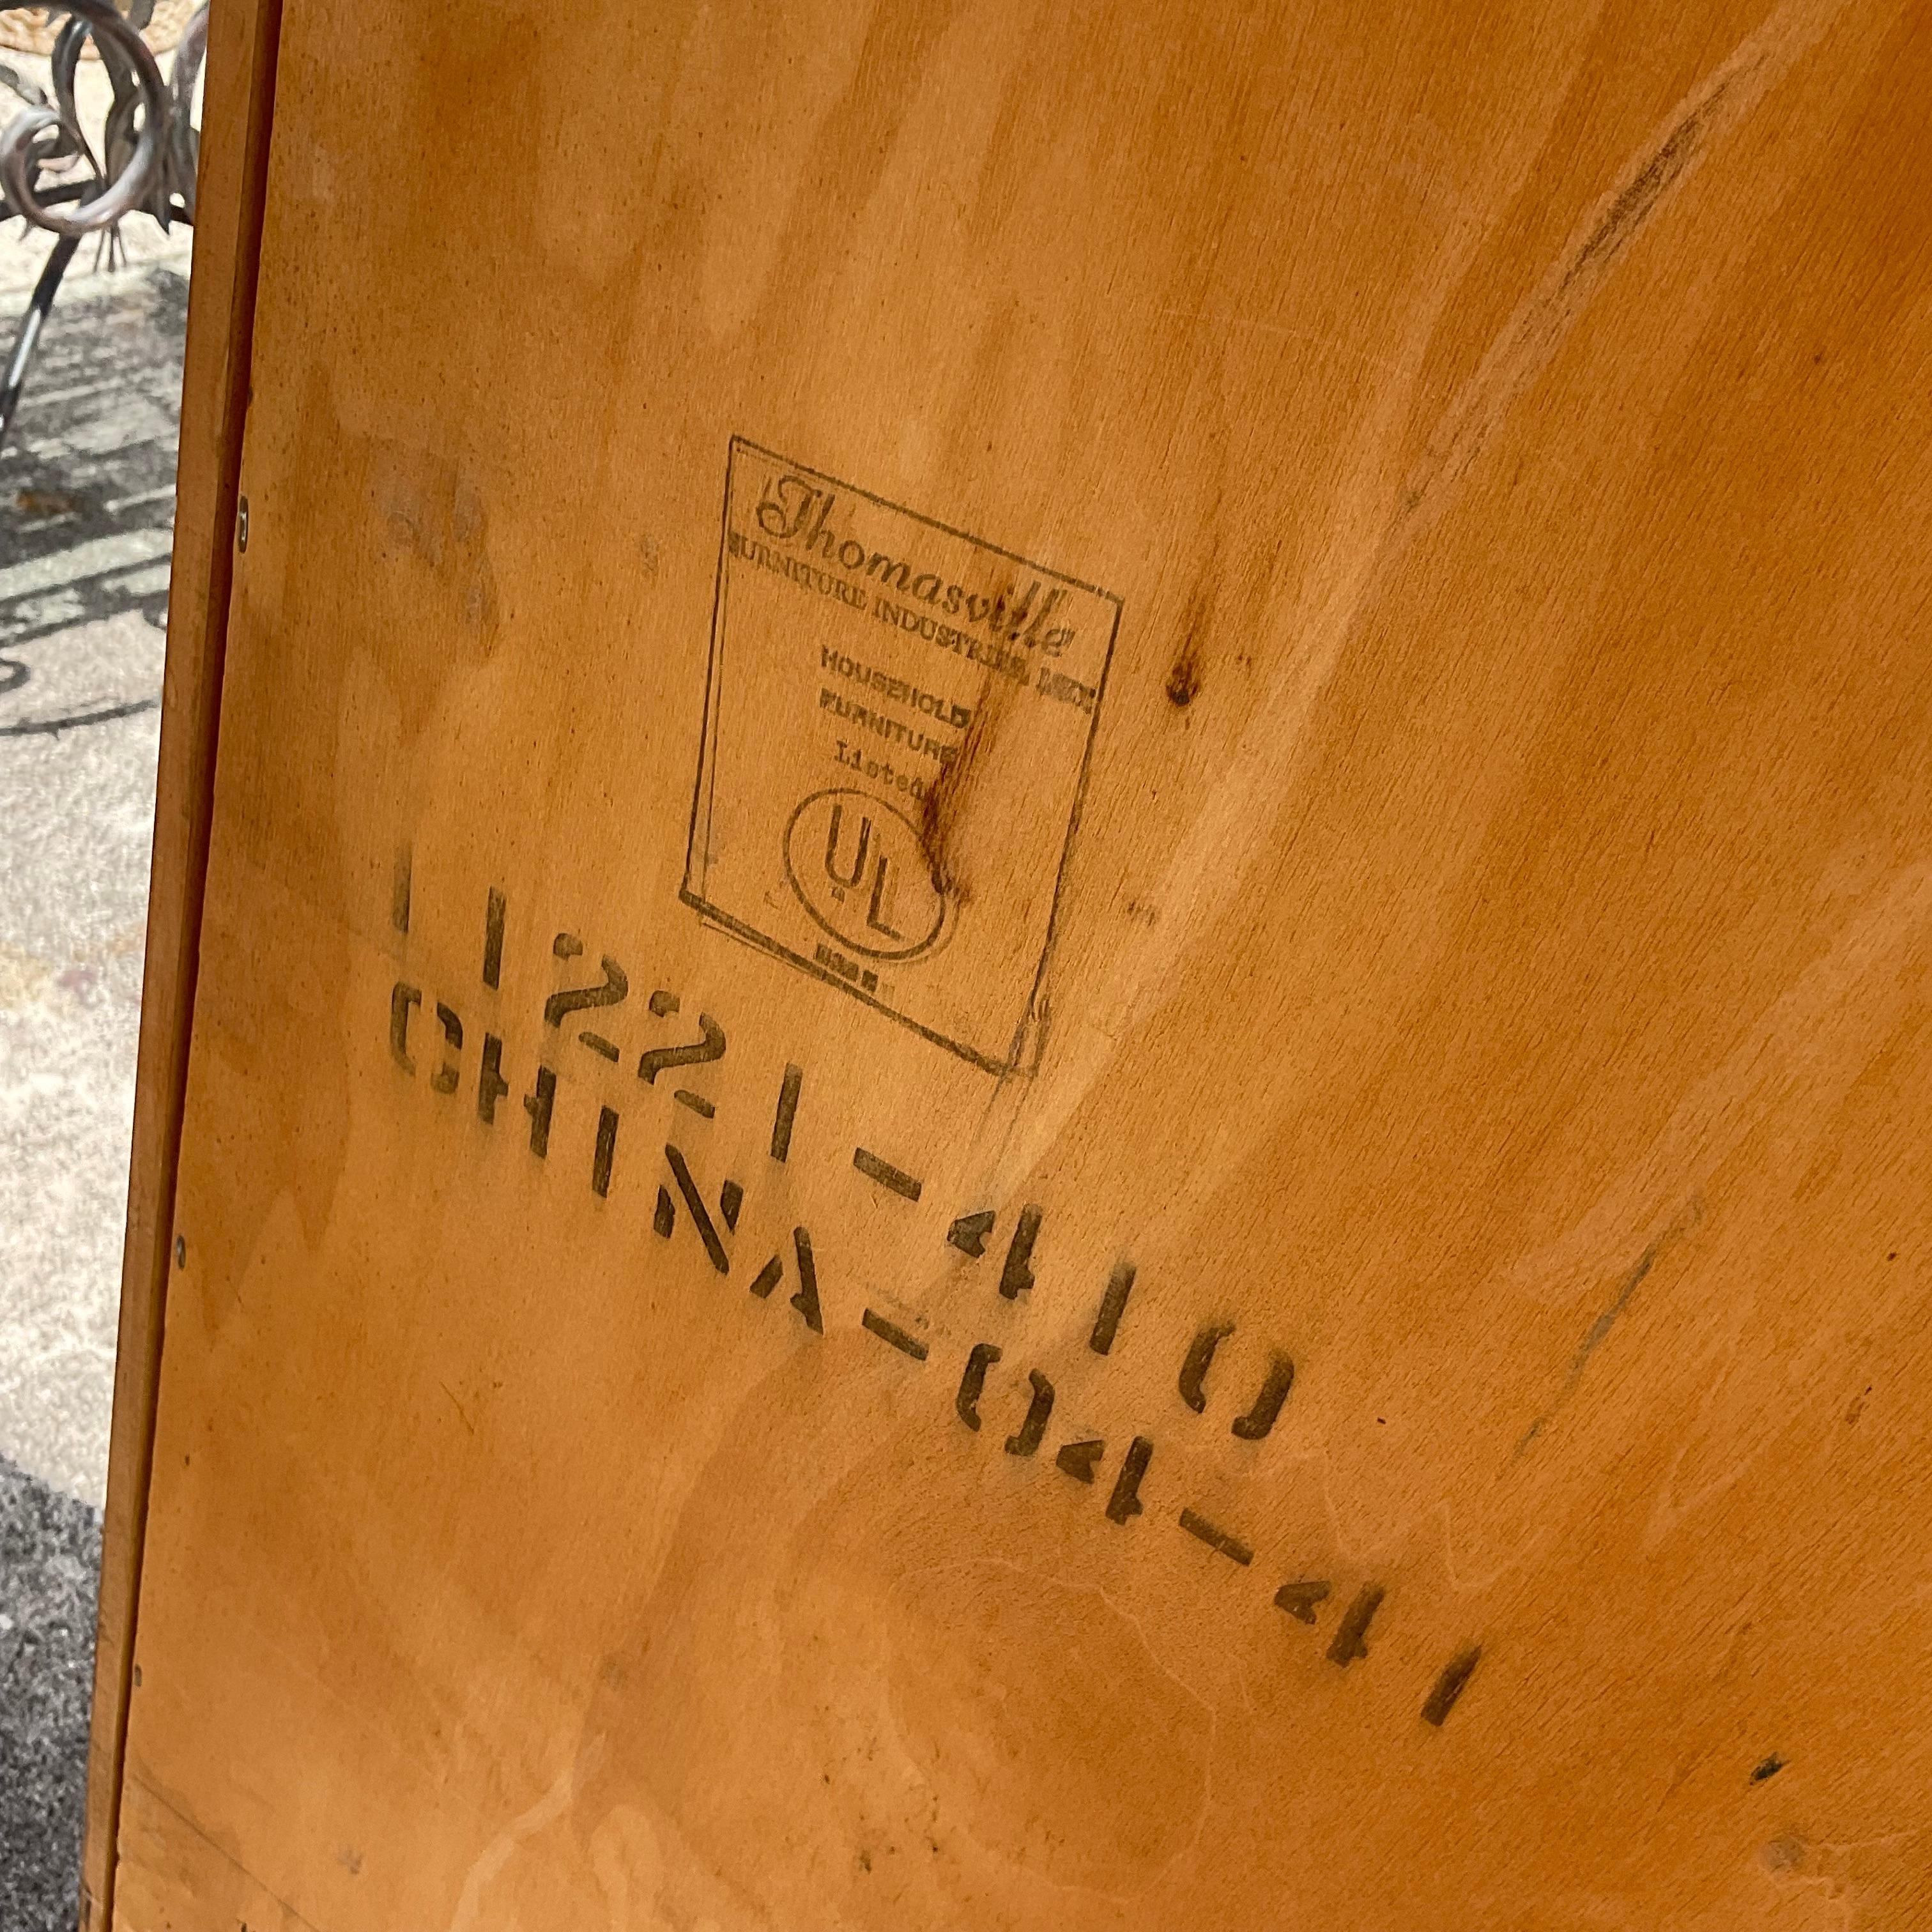 Thomasville
FURNITURE INDUSTRIES, INC.
HOUSEHOLD
FURNITURE
Listed
UL
11221-410
CHINA-04-41